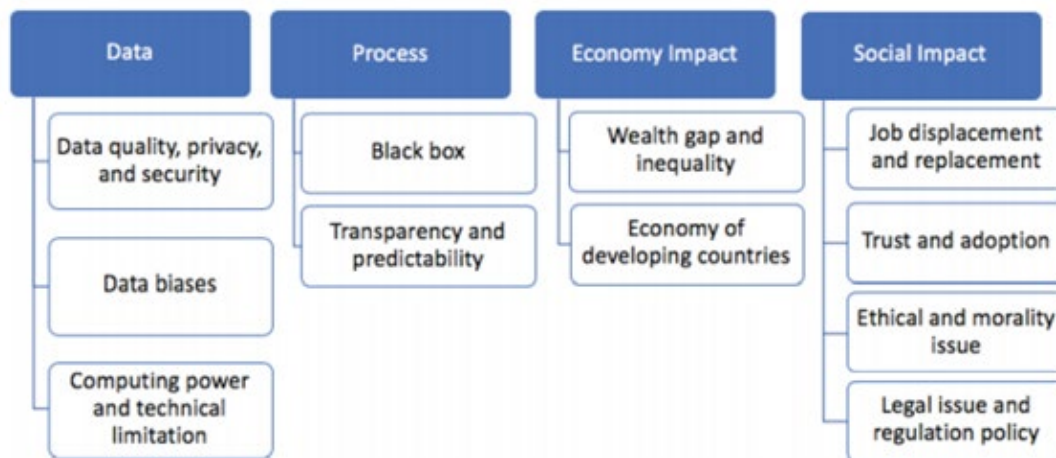 Data
Data quality, privacy,
and security
Data biases
Computing power
and technical
limitation
Process
Black box
Transparency and
predictability
Economy Impact
Wealth gap and
inequality
Economy of
developing countries
Social Impact
Job displacement
and replacement
Trust and adoption
Ethical and morality
issue
Legal issue and
regulation policy